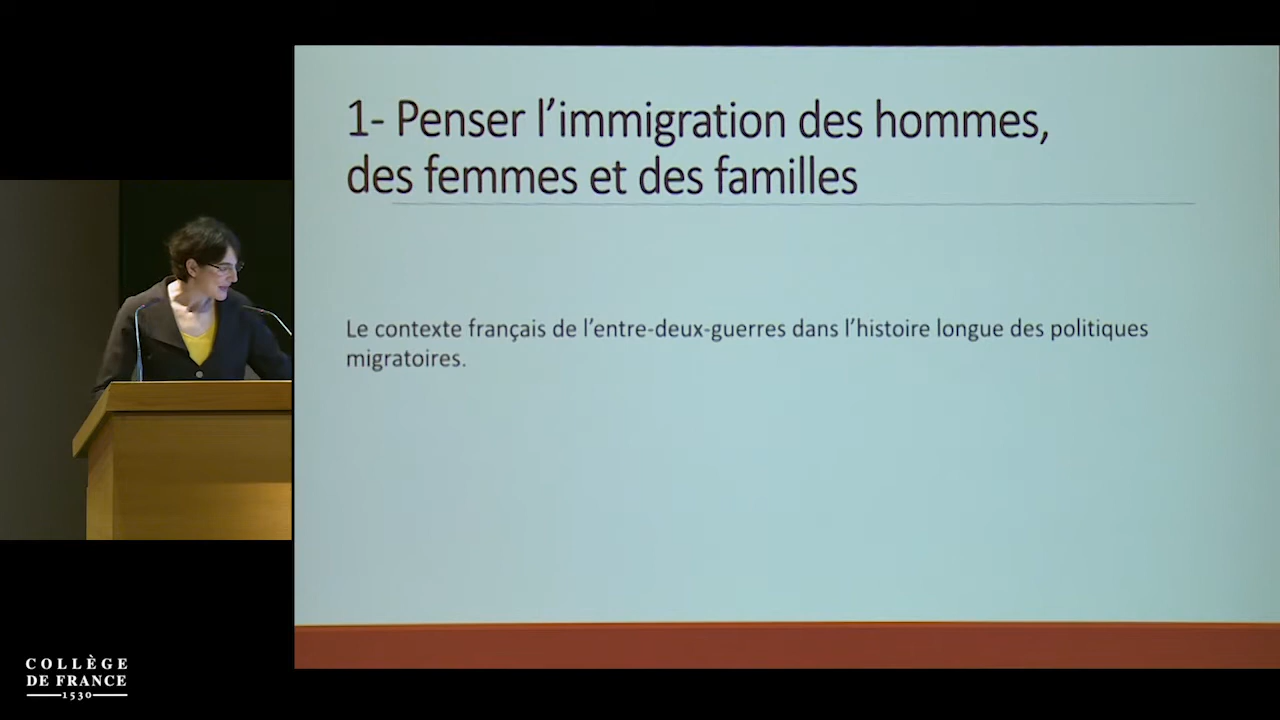 1- Penser l’immigration des hommes,
des femmes et des familles
Le contexte français de l’entre-deux-guerres dans l’histoire longue des politiques
migratoires.
COLLÈGE
DE FRANCE
1530